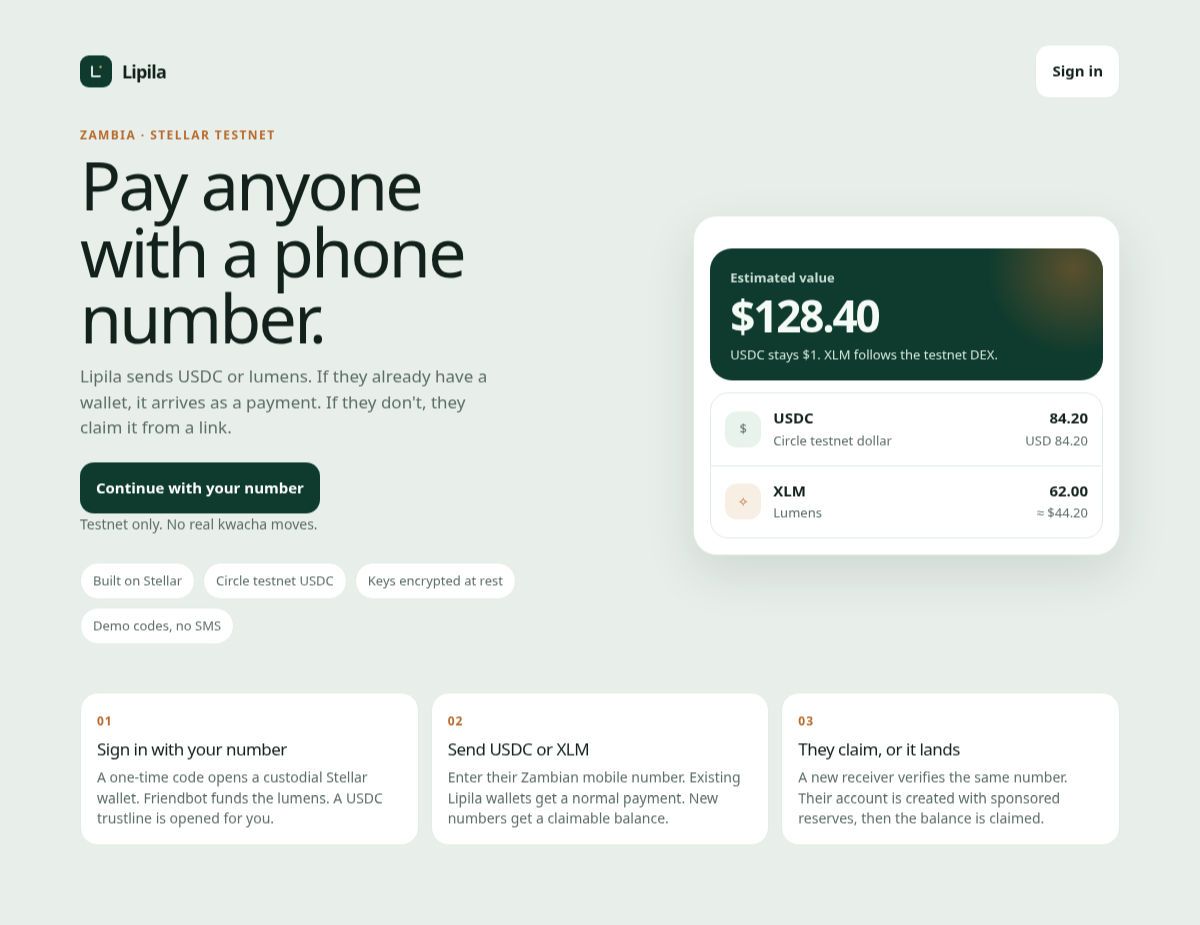 Lipila
Sign in
ZAMBIA · STELLAR TESTNET
Pay anyone
with a phone
number.
Lipila sends USDC or lumens. If they already have a
wallet, it arrives as a payment. If they don't, they
claim it from a link.
Continue with your number
Testnet only. No real kwacha moves.
Built on Stellar
Circle testnet USDC
Keys encrypted at rest
Demo codes, no SMS
Estimated value
$128.40
USDC stays $1. XLM follows the testnet DEX.
$
USDC
84.20
Circle testnet dollar
USD 84.20
XLM
62.00
Lumens
≈ $44.20
01
Sign in with your number
A one-time code opens a custodial Stellar
wallet. Friendbot funds the lumens. A USDC
trustline is opened for you.
02
Send USDC or XLM
Enter their Zambian mobile number. Existing
Lipila wallets get a normal payment. New
numbers get a claimable balance.
03
They claim, or it lands
A new receiver verifies the same number.
Their account is created with sponsored
reserves, then the balance is claimed.